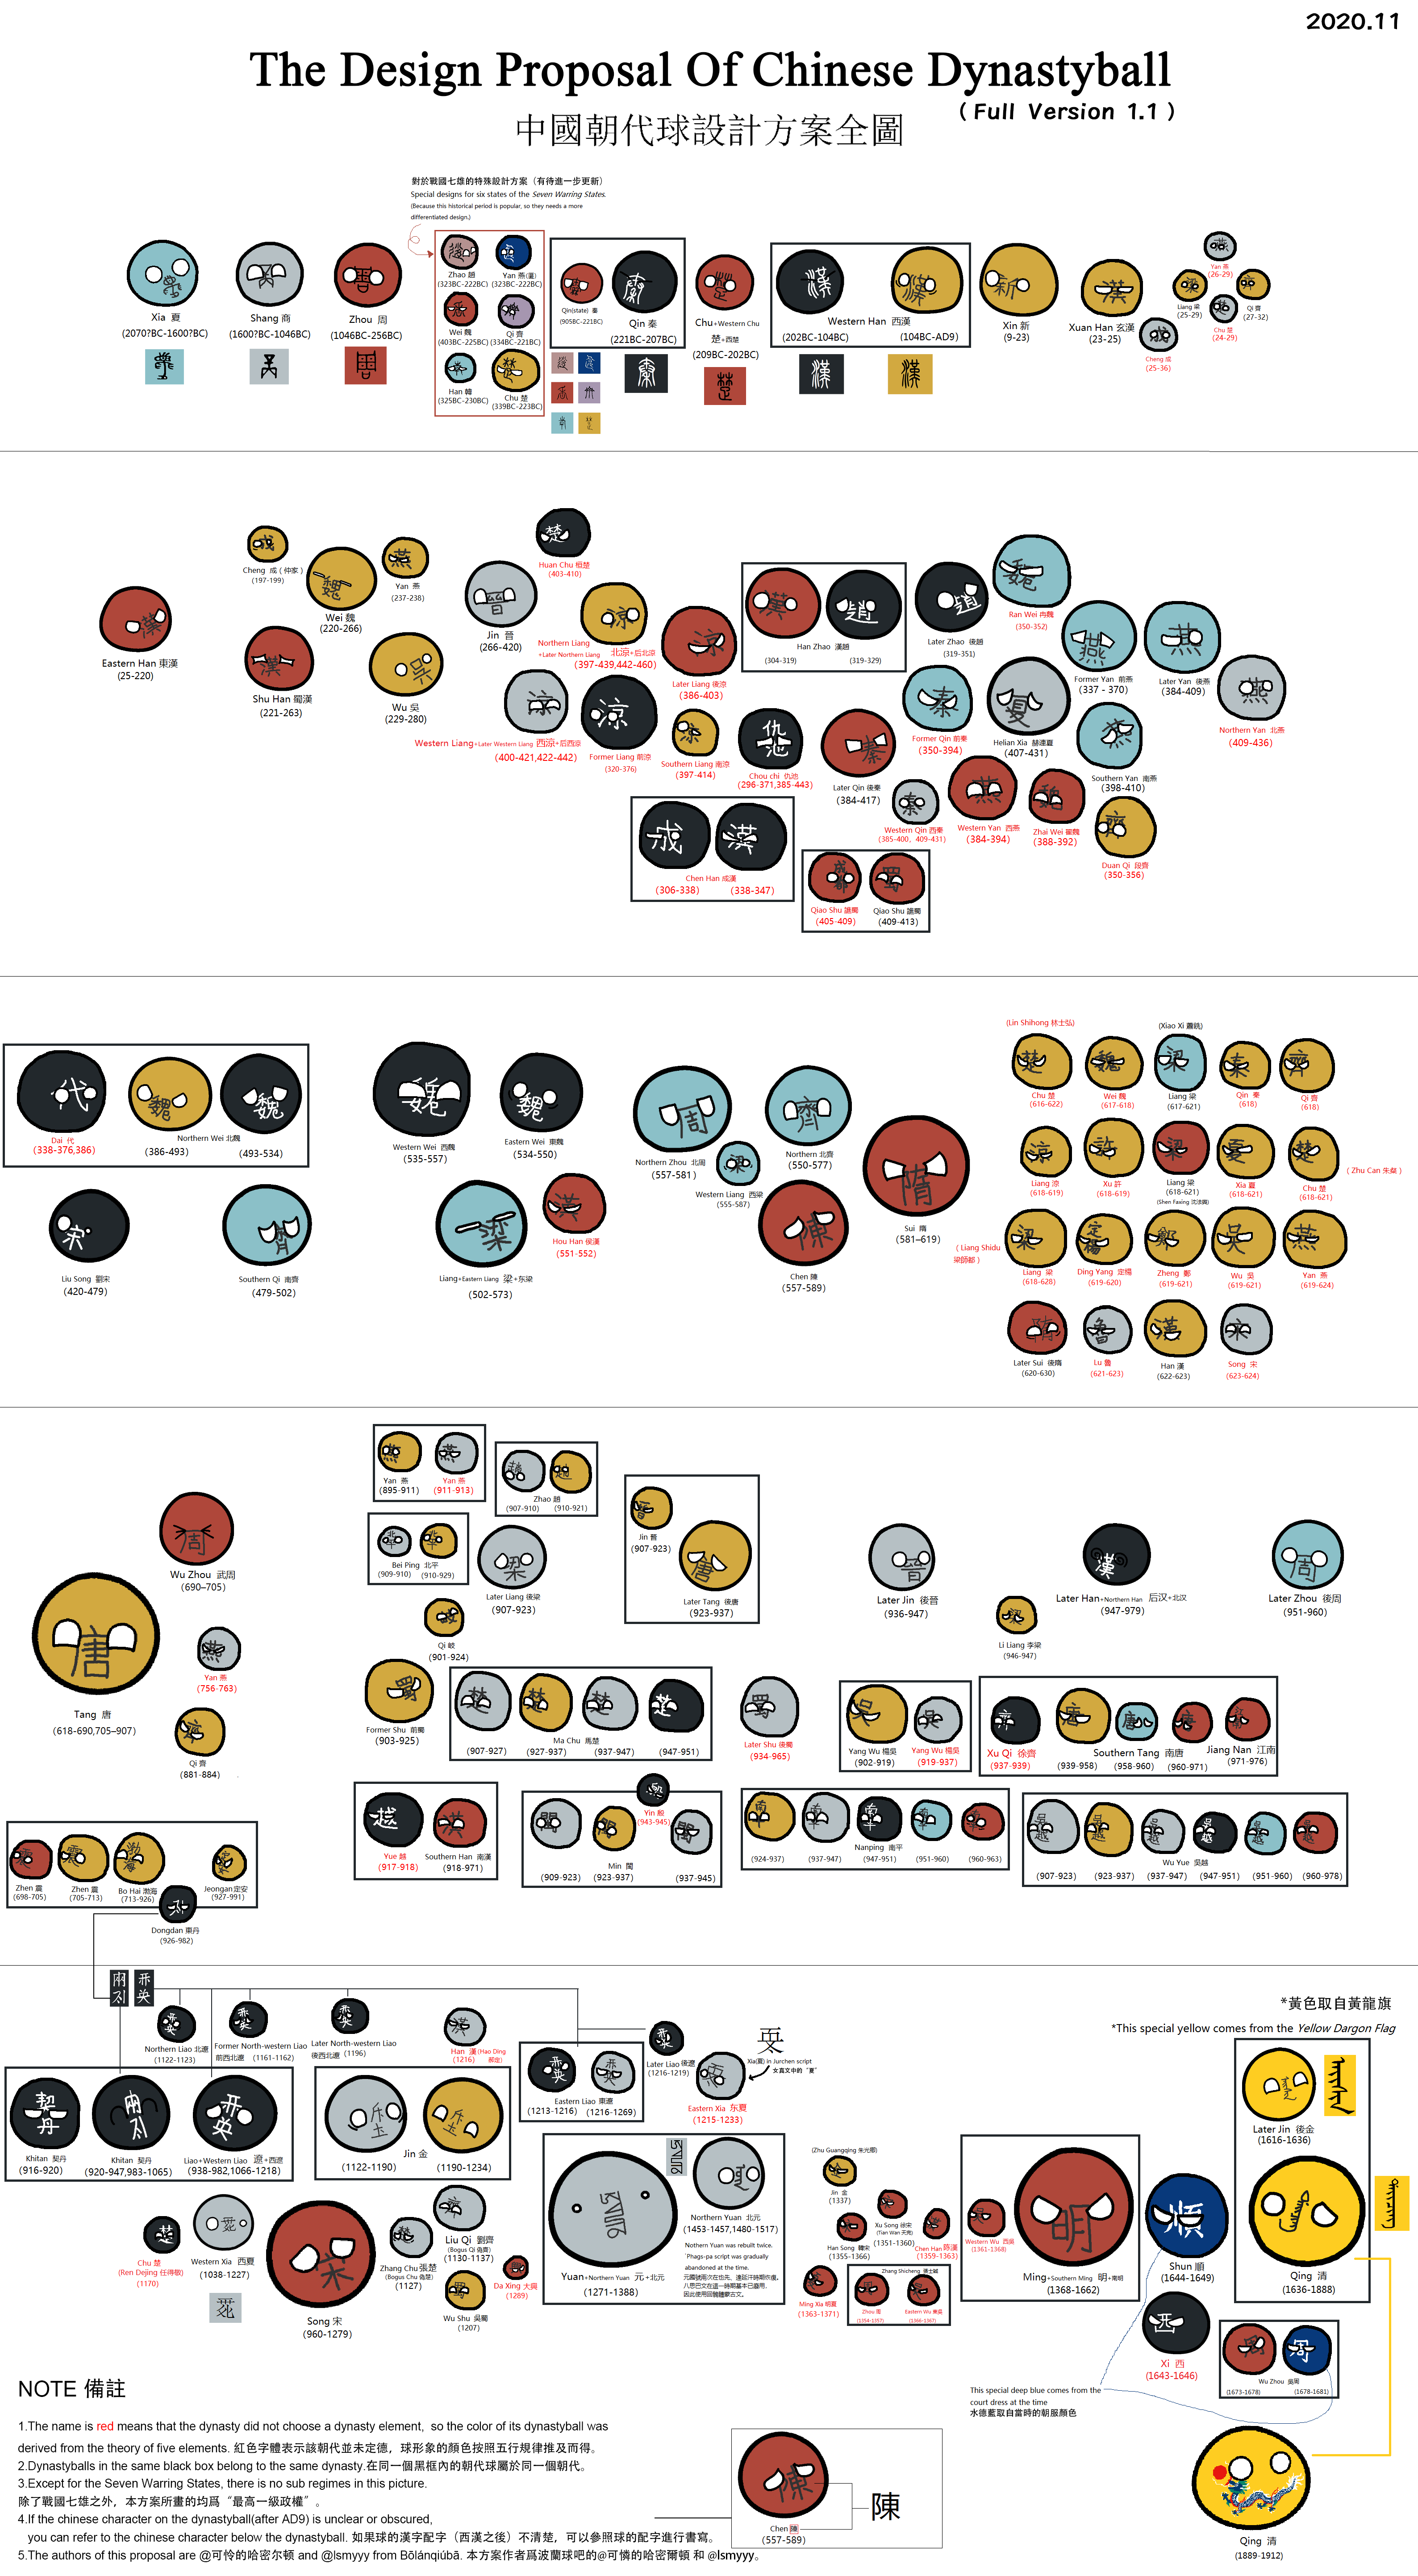 2020.11
The Design Proposal Of Chinese Dynastyball
( Full Version 1.1 )
中國朝代球設計方案全圖
對於戰國七雄的特殊設計方案（有待進一步更新）
Special designs for six states of the Seven Warring States.
(Because this historical period is popular, so they needs a more
differentiated design.)
Xia 夏
(2070?BC-1600?BC)
Shang 商
(1600?BC-1046BC)
Zhou 周
(1046BC-256BC)
Zhao 趙
(323BC-222BC)
Yan 燕(匽)
(323BC-222BC)
Wei 魏
(403BC-225BC)
Qi 齊
(334BC-221BC)
Han 韓
(325BC-230BC)
Chu 楚
(339BC-223BC)
Qin(state) 秦
(905BC-221BC)
Qin 秦
(221BC-207BC)
Chu+Western Chu
楚+西楚
(209BC-202BC)
Western Han 西漢
(202BC-104BC)
(104BC-AD9)
Xin 新
(9-23)
Xuan Han 玄漢
(23-25)
Yan 燕
(26-29)
Liang 梁
(25-29)
Qi 齊
(27-32)
Chu 楚
(24-29)
Cheng 成
(25-36)
Eastern Han 東漢
(25-220)
Cheng 成 ( 仲家 )
(197-199)
Wei 魏
(220-266)
Yan 燕
(237-238)
Shu Han 蜀漢
(221-263)
Wu 吳
(229-280)
Jin 晉
(266-420)
Huan Chu 桓楚
(403-410)
Northern Liang
+Later Northern Liang 北涼+后北涼
(397-439,442-460)
Later Liang 後涼
(386-403)
Western Liang+Later Western Liang 西涼+后西涼
(400-421,422-442)
Former Liang 前涼
(320-376)
Southern Liang 南涼
(397-414)
Chou chi 仇池
(296-371,385-443)
Han Zhao 漢趙
(304-319)
(319-329)
Later Zhao 後趙
(319-351)
Ran Wei 冉魏
(350-352)
Former Yan 前燕
(337 - 370)
Later Yan 後燕
(384-409)
Northern Yan 北燕
(409-436)
Former Qin 前秦
(350-394)
Helian Xia 赫連夏
(407-431)
Southern Yan 南燕
(398-410)
Later Qin 後秦
(384-417)
Western Qin 西秦
(385-400, 409-431)
Western Yan 西燕
(384-394)
Zhai Wei 翟魏
(388-392)
Duan Qi 段齊
(350-356)
Chen Han 成漢
(306-338)
(338-347)
Qiao Shu 譙蜀
(405-409)
Qiao Shu 譙蜀
(409-413)
Dai 代
(338-376,386)
Northern Wei 北魏
(386-493)
(493-534)
Western Wei 西魏
(535-557)
Eastern Wei 東魏
(534-550)
Northern Zhou 北周
(557-581)
Northern 北齊
(550-577)
Western Liang 西梁
(555-587)
Liu Song 劉宋
(420-479)
Southern Qi 南齊
(479-502)
Liang+Eastern Liang 梁+东梁
(502-573)
Hou Han 侯漢
(551-552)
Chen 陳
(557-589)
Sui 隋
(581–619)
(Lin Shihong 林士弘)
Chu 楚
(616-622)
Wei 魏
(617-618)
(Xiao Xi 蕭銑)
Liang 梁
(617-621)
Qin 秦
(618)
Qi 齊
(618)
Liang 涼
(618-619)
Xu 許
(618-619)
Liang 梁
(618-621)
(Shen Faxing 沈法興)
Xia 夏
(618-621)
Chu 楚
(618-621)
( Zhu Can 朱粲 )
( Liang Shidu
梁師都 )
Liang 梁
(618-628)
Ding Yang 定楊
(619-620)
Zheng 鄭
(619-621)
Wu 吳
(619-621)
Yan 燕
(619-624)
Later Sui 後隋
(620-630)
Lu 魯
(621-623)
Han 漢
(622-623)
Song 宋
(623-624)
Wu Zhou 武周
(690–705)
Tang 唐
(618-690,705–907)
Yan 燕
(756-763)
Qi 齊
(881-884)
Yan 燕
(895-911)
Yan 燕
(911-913)
Zhao 趙
(907-910)
(910-921)
Bei Ping 北平
(909-910)
(910-929)
Later Liang 後梁
(907-923)
Jin 晉
(907-923)
Later Tang 後唐
(923-937)
Later Jin 後晉
(936-947)
Later Han+Northern Han 后汉+北汉
(947-979)
Later Zhou 後周
(951-960)
Li Liang 李梁
(946-947)
Qi 岐
(901-924)
Former Shu 前蜀
(903-925)
Ma Chu 馬楚
(907-927)
(927-937)
(937-947)
(947-951)
Later Shu 後蜀
(934-965)
Yang Wu 楊吳
(902-919)
Yang Wu 楊吳
(919-937)
Xu Qi 徐齊
(937-939)
Southern Tang 南唐
(939-958)
(958-960)
(960-971)
Jiang Nan 江南
(971-976)
Yue 越
(917-918)
Southern Han 南漢
(918-971)
Min 閩
(909-923)
(923-937)
Yin 殷
(943-945)
(937-945)
Nanping 南平
(924-937)
(937-947)
(947-951)
(951-960)
(960-963)
Wu Yue 吳越
(907-923)
(923-937)
(937-947)
(947-951)
(951-960)
(960-978)
Zhen 震
(698-705)
Zhen 震
(705-713)
Bo Hai 渤海
(713-926)
Jeongan 定安
(927-991)
Dongdan 東丹
(926-982)
Northern Liao 北遼
(1122-1123)
Former North-western Liao
前西北遼 (1161-1162)
Later North-western Liao
後西北遼 (1196)
Han 漢 (Hao Ding
(1216) 郝定)
Khitan 契丹
(916-920)
Khitan 契丹
(920-947,983-1065)
Liao+Western Liao 遼+西遼
(938-982,1066-1218)
Jin 金
(1122-1190)
(1190-1234)
Eastern Liao 東遼
(1213-1216)
(1216-1269)
Later Liao 後遼
(1216-1219)
Xia(夏) in Jurchen script
女真文中的“夏”
Eastern Xia 东夏
(1215-1233)
*黃色取自黃龍旗
*This special yellow comes from the Yellow Dargon Flag
Later Jin 後金
(1616-1636)
Chu 楚
(Ren Dejing 任得敬)
(1170)
Western Xia 西夏
(1038-1227)
Song 宋
(960-1279)
Zhang Chu 張楚
(Bogus Chu 偽楚)
(1127)
Liu Qi 劉齊
(Bogus Qi 偽齊)
(1130-1137)
Wu Shu 吳蜀
(1207)
Da Xing 大興
(1289)
Yuan+Northern Yuan 元+北元
(1271-1388)
Northern Yuan 北元
(1453-1457,1480-1517)
Nothern Yuan was rebuilt twice.
'Phags-pa script was gradually
abandoned at the time.
(Zhu Guangqing 朱光卿)
Jin 金
(1337)
Xu Song 徐宋
(Tian Wan 天完)
(1351-1360)
Han Song 韓宋
(1355-1366)
Chen Han 陈漢
(1359-1363)
Ming Xia 明夏
(1363-1371)
Zhang Shicheng 張士誠
Zhou 周
(1354-1357)
Eastern Wu 東吳
(1366-1367)
Western Wu 西吳
(1361-1368)
Ming+Southern Ming 明+南明
(1368-1662)
Shun 順
(1644-1649)
Qing 清
(1636-1888)
Xi 西
(1643-1646)
Wu Zhou 吳周
(1673-1678)
(1678-1681)
This special deep blue comes from the
court dress at the time
水德藍取自當時的朝服顏色
Qing 清
(1889-1912)
NOTE 備註
1.The name is red means that the dynasty did not choose a dynasty element, so the color of its dynastyball was
derived from the theory of five elements. 紅色字體表示該朝代並未定德，球形象的顏色按照五行規律推及而得。
2.Dynastyballs in the same black box belong to the same dynasty.在同一個黑框內的朝代球屬於同一個朝代。
3.Except for the Seven Warring States, there is no sub regimes in this picture.
除了戰國七雄之外，本方案所畫的均爲“最高一級政權”。
4.If the chinese character on the dynastyball(after AD9) is unclear or obscured,
you can refer to the chinese character below the dynastyball. 如果球的漢字配字（西漢之後）不清楚，可以參照球的配字進行書寫。
5.The authors of this proposal are @可怜的哈密尔顿 and @lsmyyy from Bōlánqiúbā. 本方案作者爲波蘭球吧的@可憐的哈密爾頓 和 @lsmyyy。
Chen 陳
(557-589)
陳